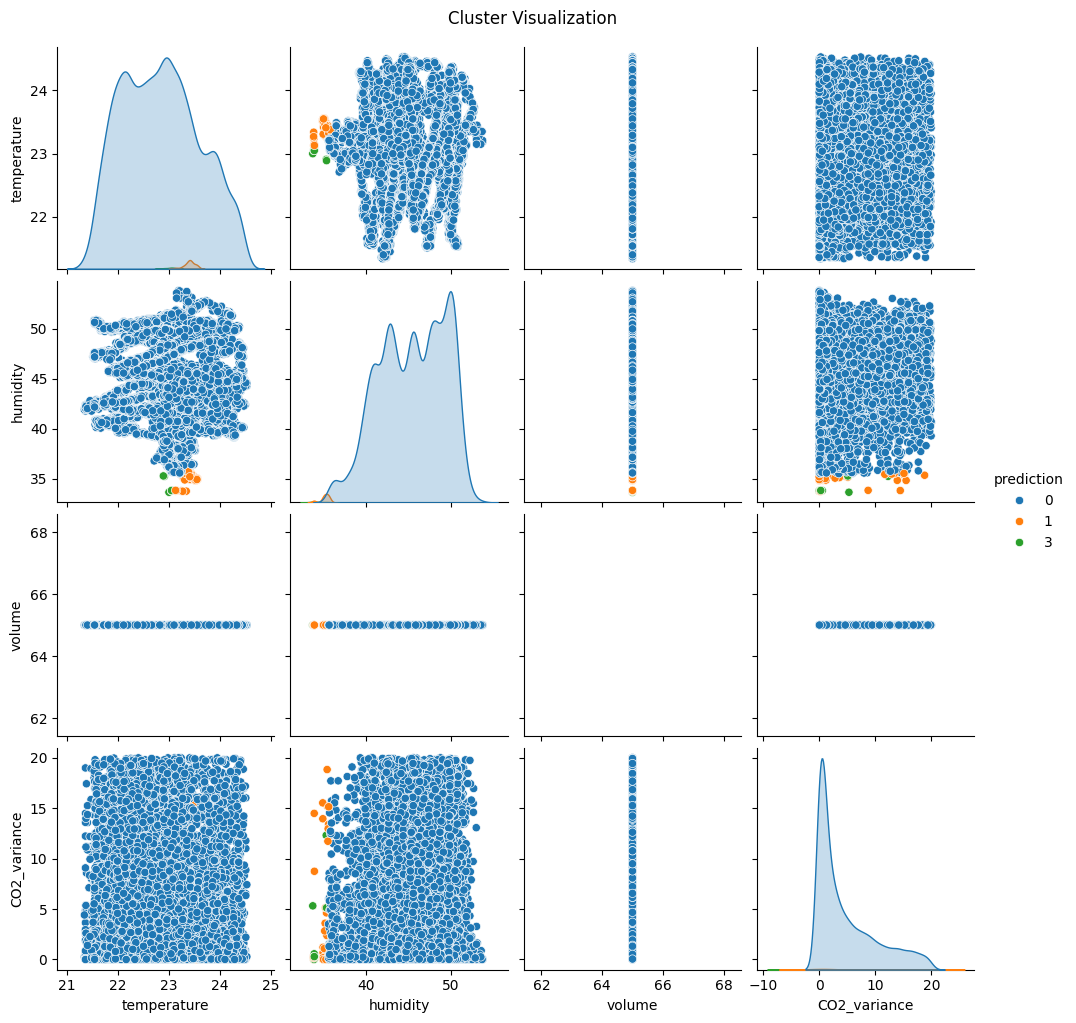 Cluster Visualization
temperature
24
23
22
21 22 23 24 25
40 50
62 64 66 68
−10 0 10 20
humidity
50
45
40
35
prediction
0
1
3
volume
68
66
64
62
CO2_variance
20
15
10
5
0
temperature
humidity
volume
CO2_variance